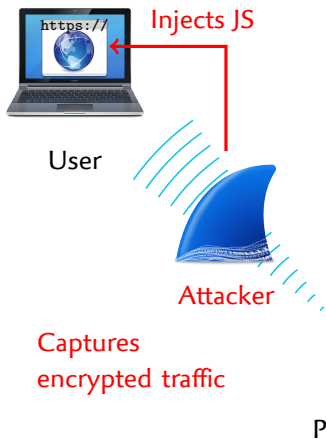 https://
Injects JS
User
Attacker
Captures
encrypted traffic
P